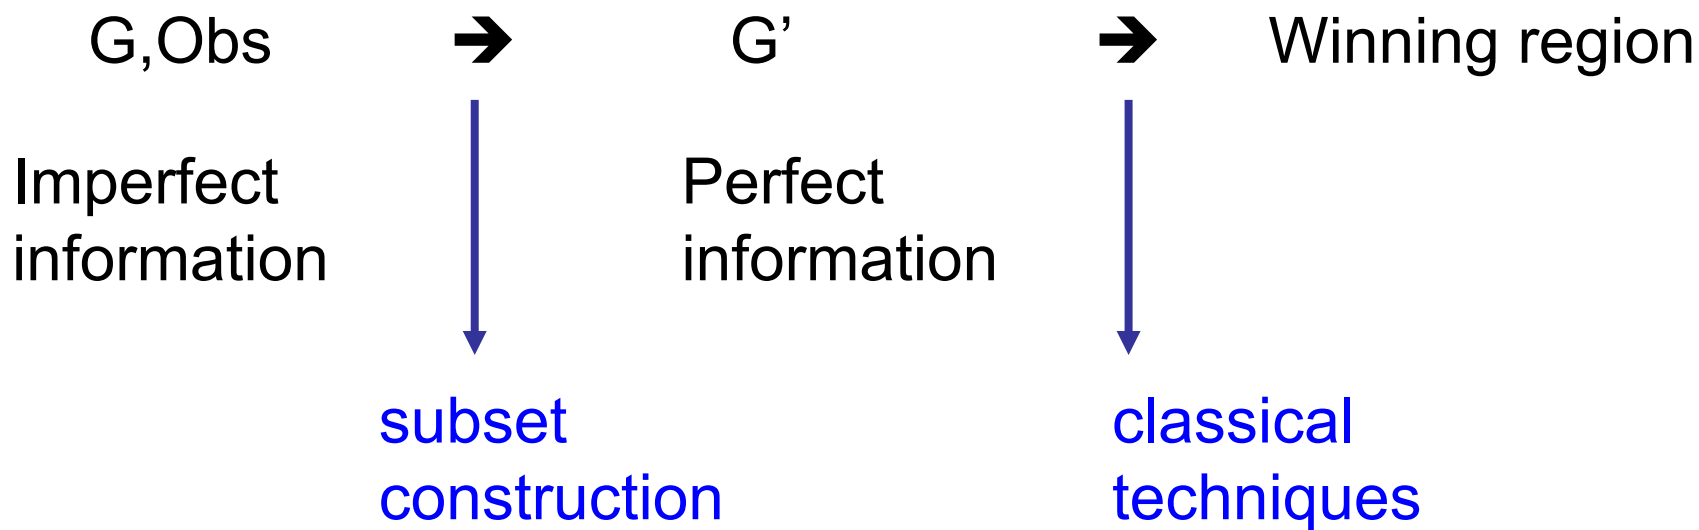 G,Obs ➔ G’ ➔ Winning region
Imperfect
information
Perfect
information
subset
construction
classical
techniques